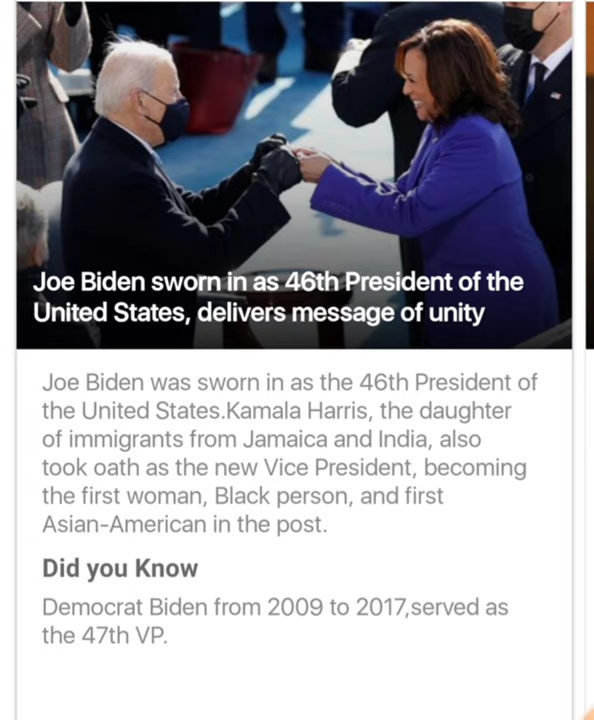 Joe Biden sworn in as 46th President of the
United States, delivers message of unity
Joe Biden was sworn in as the 46th President of
the United States.Kamala Harris, the daughter
of immigrants from Jamaica and India, also
took oath as the new Vice President, becoming
the first woman, Black person, and first
Asian-American in the post.
Did you Know
Democrat Biden from 2009 to 2017,served as
the 47th VP.